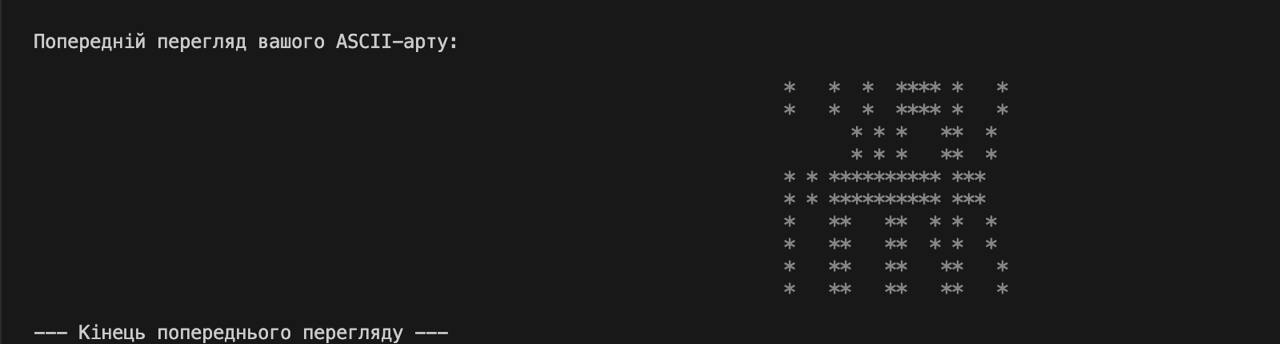 Попередній перегляд вашого ASCII-арту:
*   *  *  **** *   *
*   *  *  **** *   *
      * * *   **  *
      * * *   **  *
* * ********** ***
* * ********** ***
*   **   **  * *  *
*   **   **  * *  *
*   **   **   **   *
*   **   **   **   *
--- Кінець попереднього перегляду ---